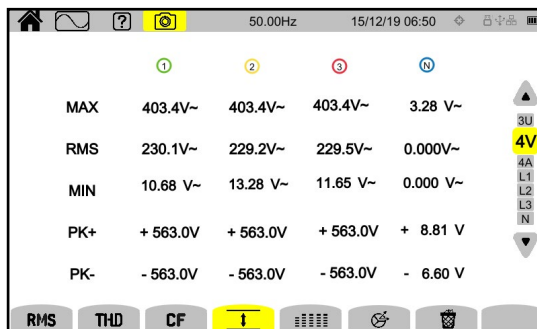 ? 50.00Hz 15/12/19 06:50
1 2 3 N
MAX 403.4V~ 403.4V~ 403.4V~ 3.28 V~
3U
RMS 230.1V~ 229.2V~ 229.5V~ 0.000V~
4V
4A
MIN 10.68 V~ 13.28 V~ 11.65 V~ 0.000 V~
L1
L2
L3
N
PK+ + 563.0V + 563.0V + 563.0V + 8.81 V
PK- - 563.0V - 563.0V - 563.0V - 6.60 V
RMS THD CF